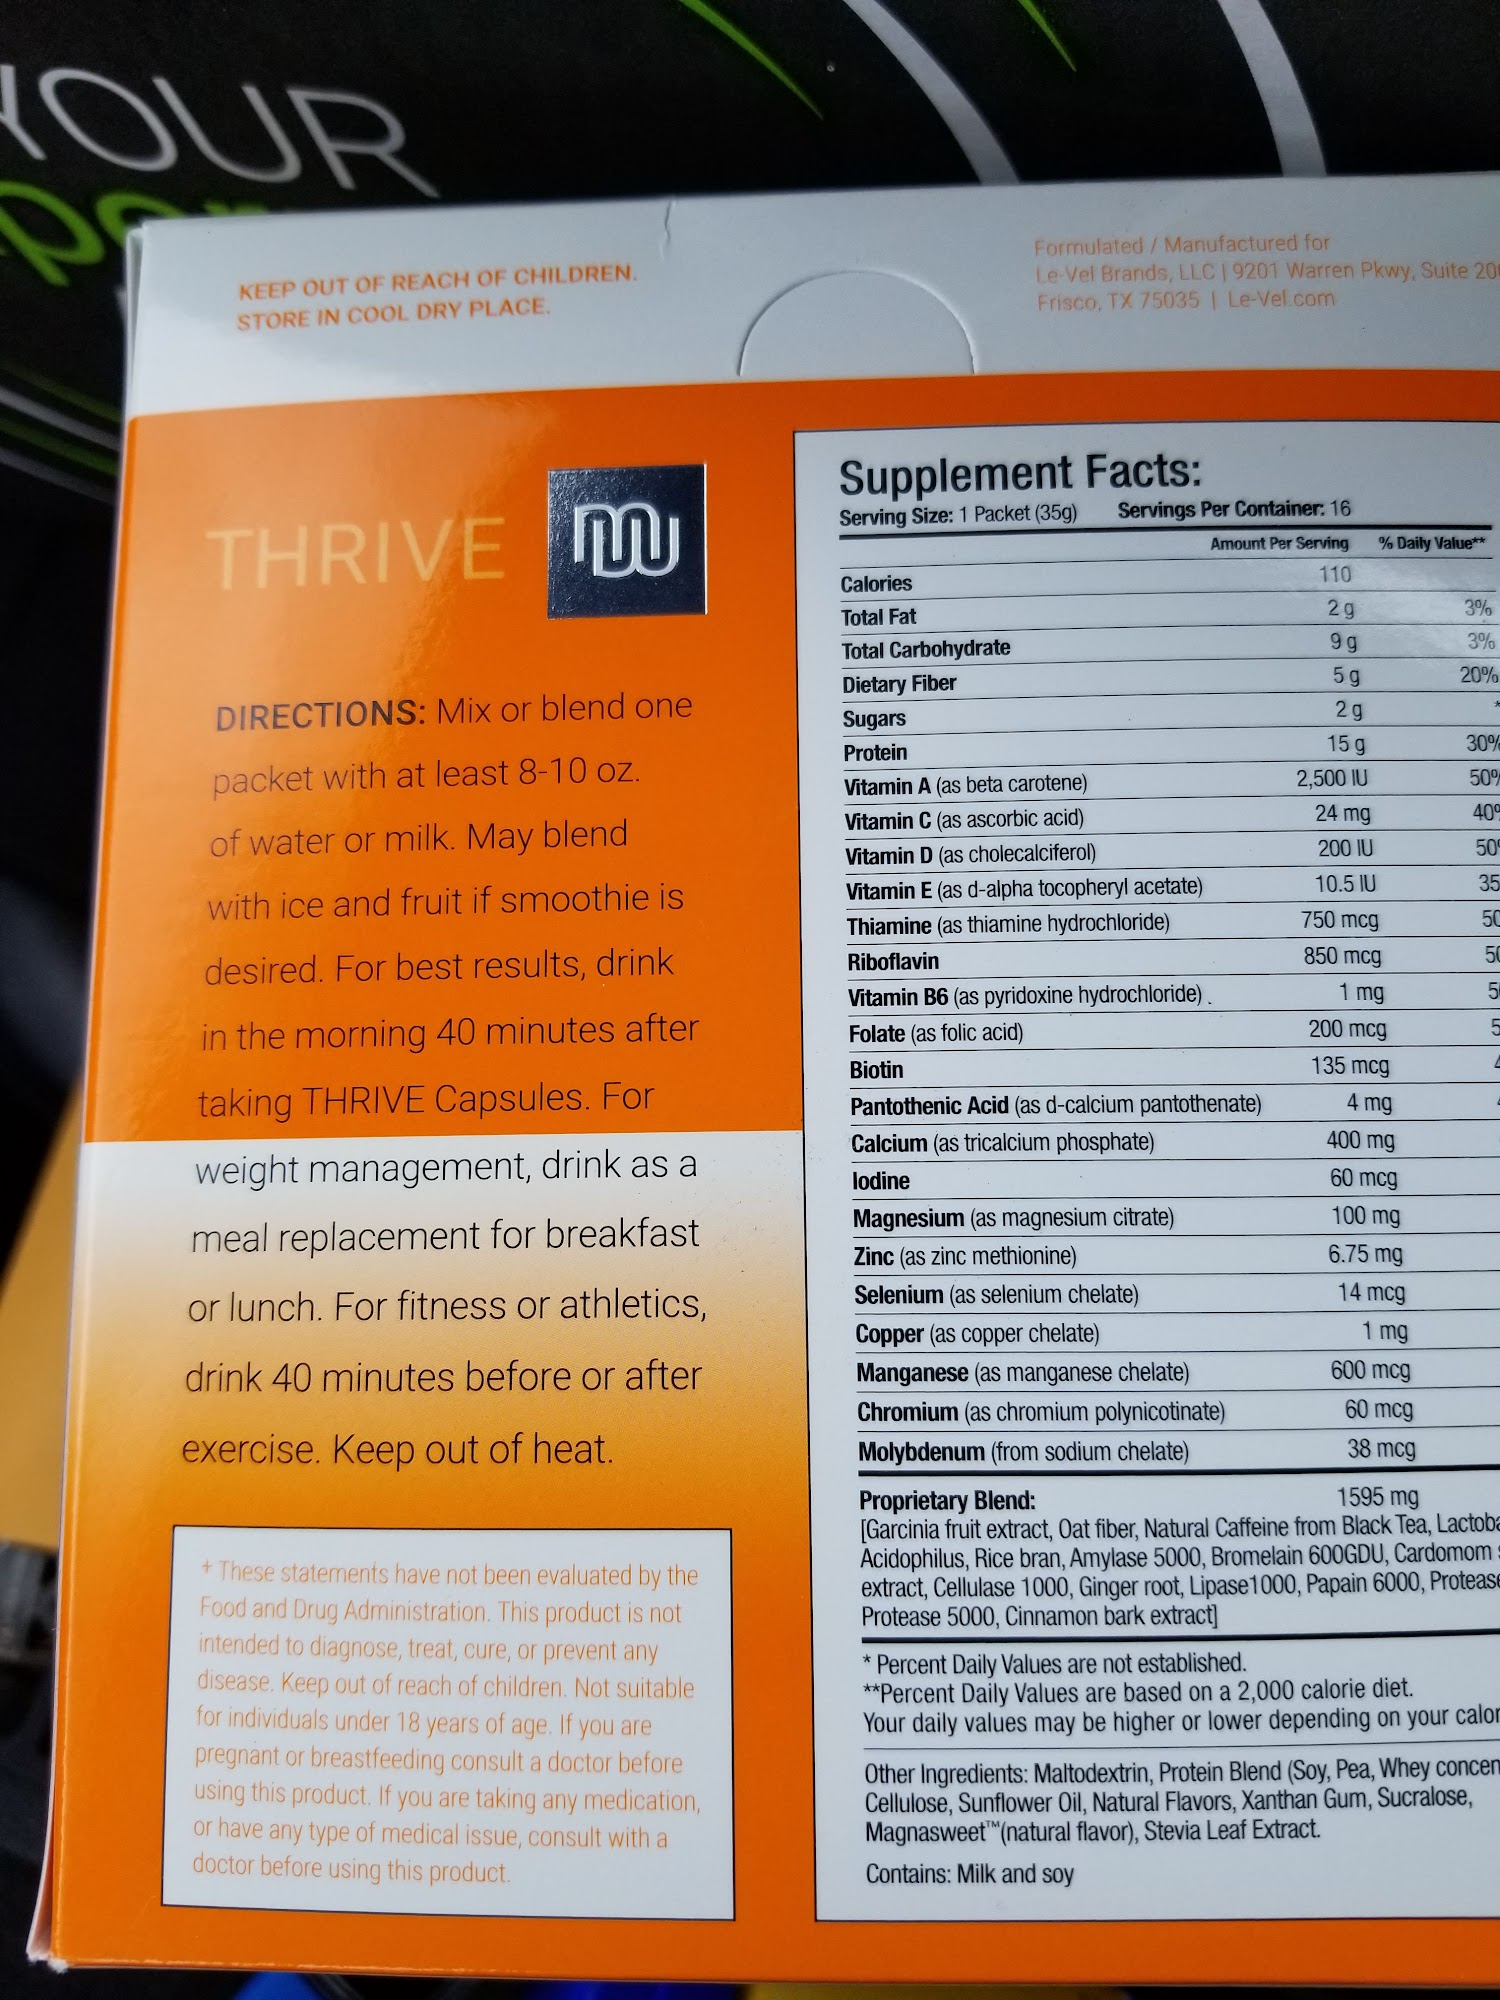 YOUR
KEEP OUT OF REACH OF CHILDREN.
STORE IN COOL DRY PLACE.
Formulated / Manufactured for
Le-Vel Brands, LLC | 9201 Warren Pkwy, Suite
Frisco, TX 75035 | Le-Vel.com
THRIVE
DIRECTIONS: Mix or blend one
packet with at least 8-10 oz.
of water or milk. May blend
with ice and fruit if smoothie is
desired. For best results, drink
in the morning 40 minutes after
taking THRIVE Capsules. For
weight management, drink as a
meal replacement for breakfast
or lunch. For fitness or athletics,
drink 40 minutes before or after
exercise. Keep out of heat.
+ These statements have not been evaluated by the
Food and Drug Administration. This product is not
intended to diagnose, treat, cure, or prevent any
disease. Keep out of reach of children. Not suitable
for individuals under 18 years of age. If you are
pregnant or breastfeeding consult a doctor before
using this product. If you are taking any medication,
or have any type of medical issue, consult with a
doctor before using this product.
Supplement Facts:
Serving Size: 1 Packet (35g) Servings Per Container: 16
Amount Per Serving % Daily Value**
Calories 110
Total Fat 2 g 3%
Total Carbohydrate 9 g 3%
Dietary Fiber 5 g 20%
Sugars 2 g *
Protein 15 g 30%
Vitamin A (as beta carotene) 2,500 IU 50%
Vitamin C (as ascorbic acid) 24 mg 40%
Vitamin D (as cholecalciferol) 200 IU 50%
Vitamin E (as d-alpha tocopheryl acetate) 10.5 IU 35
Thiamine (as thiamine hydrochloride) 750 mcg 50
Riboflavin 850 mcg 50
Vitamin B6 (as pyridoxine hydrochloride) 1 mg 5
Folate (as folic acid) 200 mcg 5
Biotin 135 mcg
Pantothenic Acid (as d-calcium pantothenate) 4 mg
Calcium (as tricalcium phosphate) 400 mg
Iodine 60 mcg
Magnesium (as magnesium citrate) 100 mg
Zinc (as zinc methionine) 6.75 mg
Selenium (as selenium chelate) 14 mcg
Copper (as copper chelate) 1 mg
Manganese (as manganese chelate) 600 mcg
Chromium (as chromium polynicotinate) 60 mcg
Molybdenum (from sodium chelate) 38 mcg
Proprietary Blend: 1595 mg
[Garcinia fruit extract, Oat fiber, Natural Caffeine from Black Tea, Lactoba
Acidophilus, Rice bran, Amylase 5000, Bromelain 600GDU, Cardomom
extract, Cellulase 1000, Ginger root, Lipase1000, Papain 6000, Protease
Protease 5000, Cinnamon bark extract]
* Percent Daily Values are not established.
**Percent Daily Values are based on a 2,000 calorie diet.
Your daily values may be higher or lower depending on your calor
Other Ingredients: Maltodextrin, Protein Blend (Soy, Pea, Whey concen
Cellulose, Sunflower Oil, Natural Flavors, Xanthan Gum, Sucralose,
Magnasweet™(natural flavor), Stevia Leaf Extract.
Contains: Milk and soy